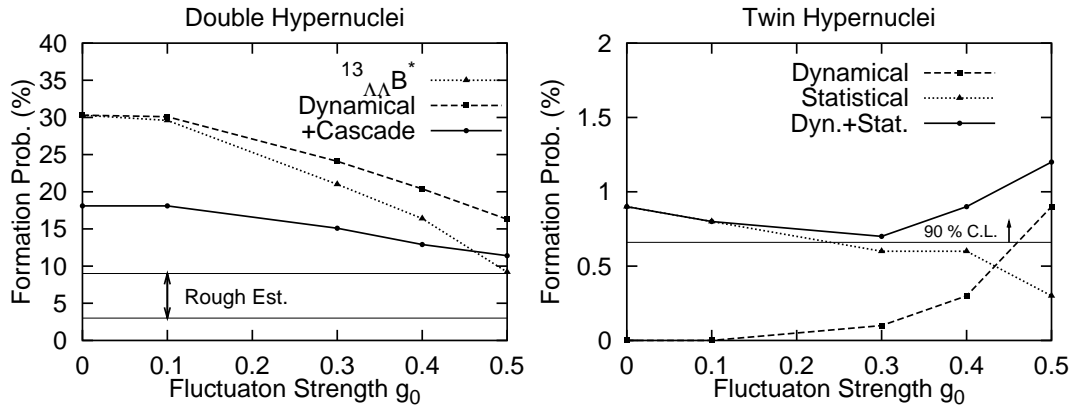 Double Hypernuclei
Formation Prob. (%)
40
35
30
25
20
15
10
5
0
13ΛΛB*
Dynamical
+Cascade
Rough Est.
0 0.1 0.2 0.3 0.4 0.5
Fluctuaton Strength g0
Twin Hypernuclei
Formation Prob. (%)
2
1.5
1
0.5
0
Dynamical
Statistical
Dyn.+Stat.
90 % C.L.
0 0.1 0.2 0.3 0.4 0.5
Fluctuaton Strength g0